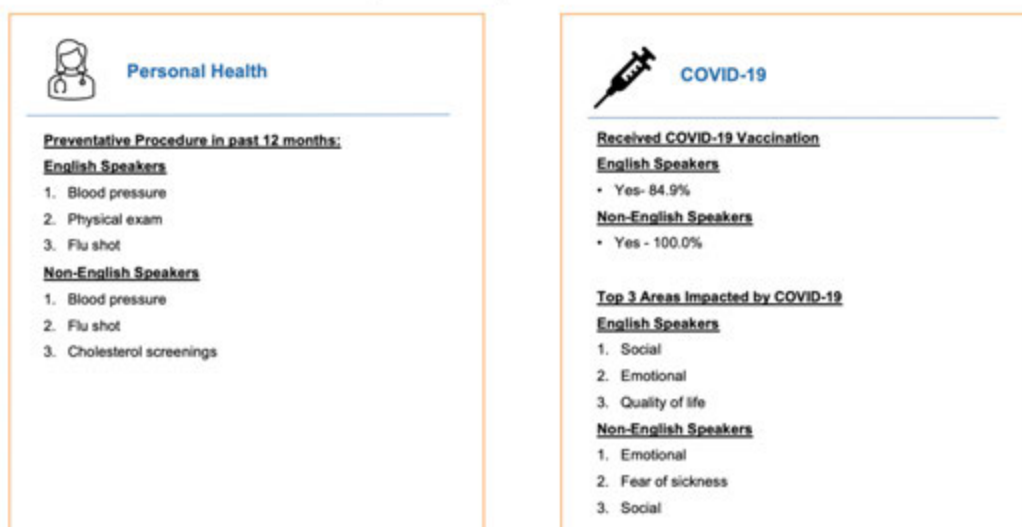 Personal Health
Preventative Procedure in past 12 months:
English Speakers
1. Blood pressure
2. Physical exam
3. Flu shot
Non-English Speakers
1. Blood pressure
2. Flu shot
3. Cholesterol screenings
COVID-19
Received COVID-19 Vaccination
English Speakers
• Yes- 84.9%
Non-English Speakers
• Yes - 100.0%
Top 3 Areas Impacted by COVID-19
English Speakers
1. Social
2. Emotional
3. Quality of life
Non-English Speakers
1. Emotional
2. Fear of sickness
3. Social